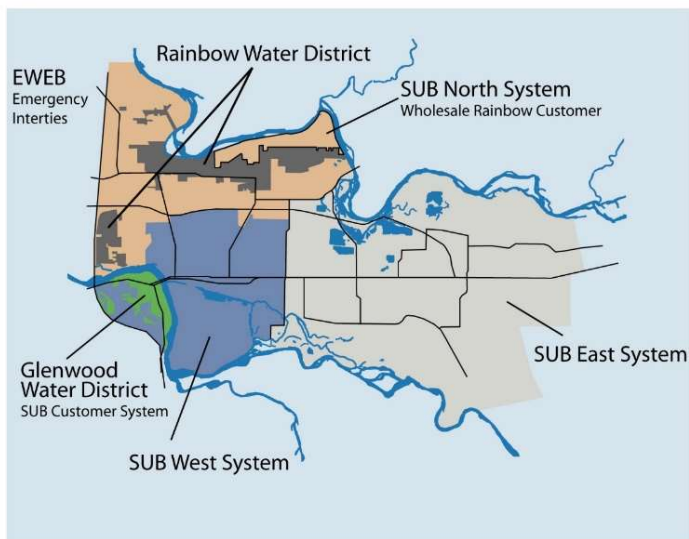 Rainbow Water District
EWEB
Emergency
Interties
SUB North System
Wholesale Rainbow Customer
SUB East System
Glenwood
Water District
SUB Customer System
SUB West System